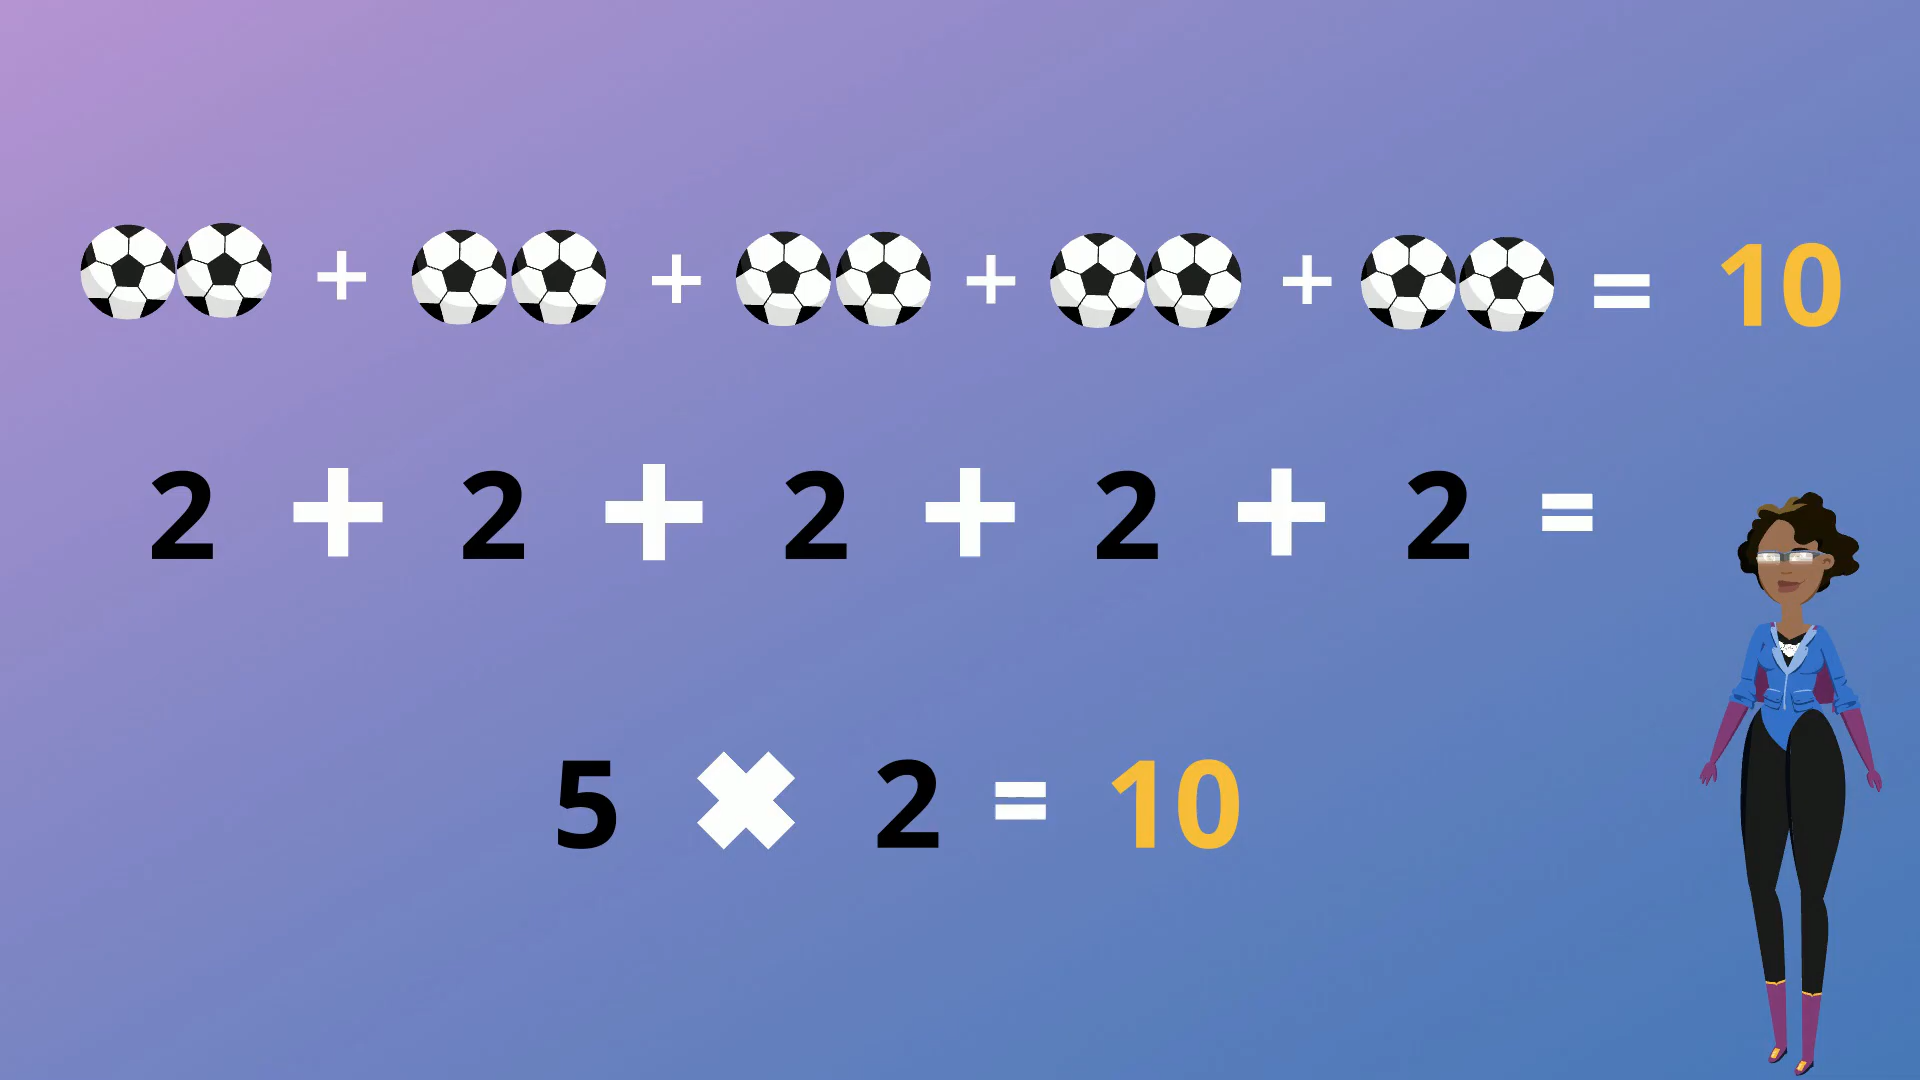 + + + + = 10
2 + 2 + 2 + 2 + 2 =
5 × 2 = 10